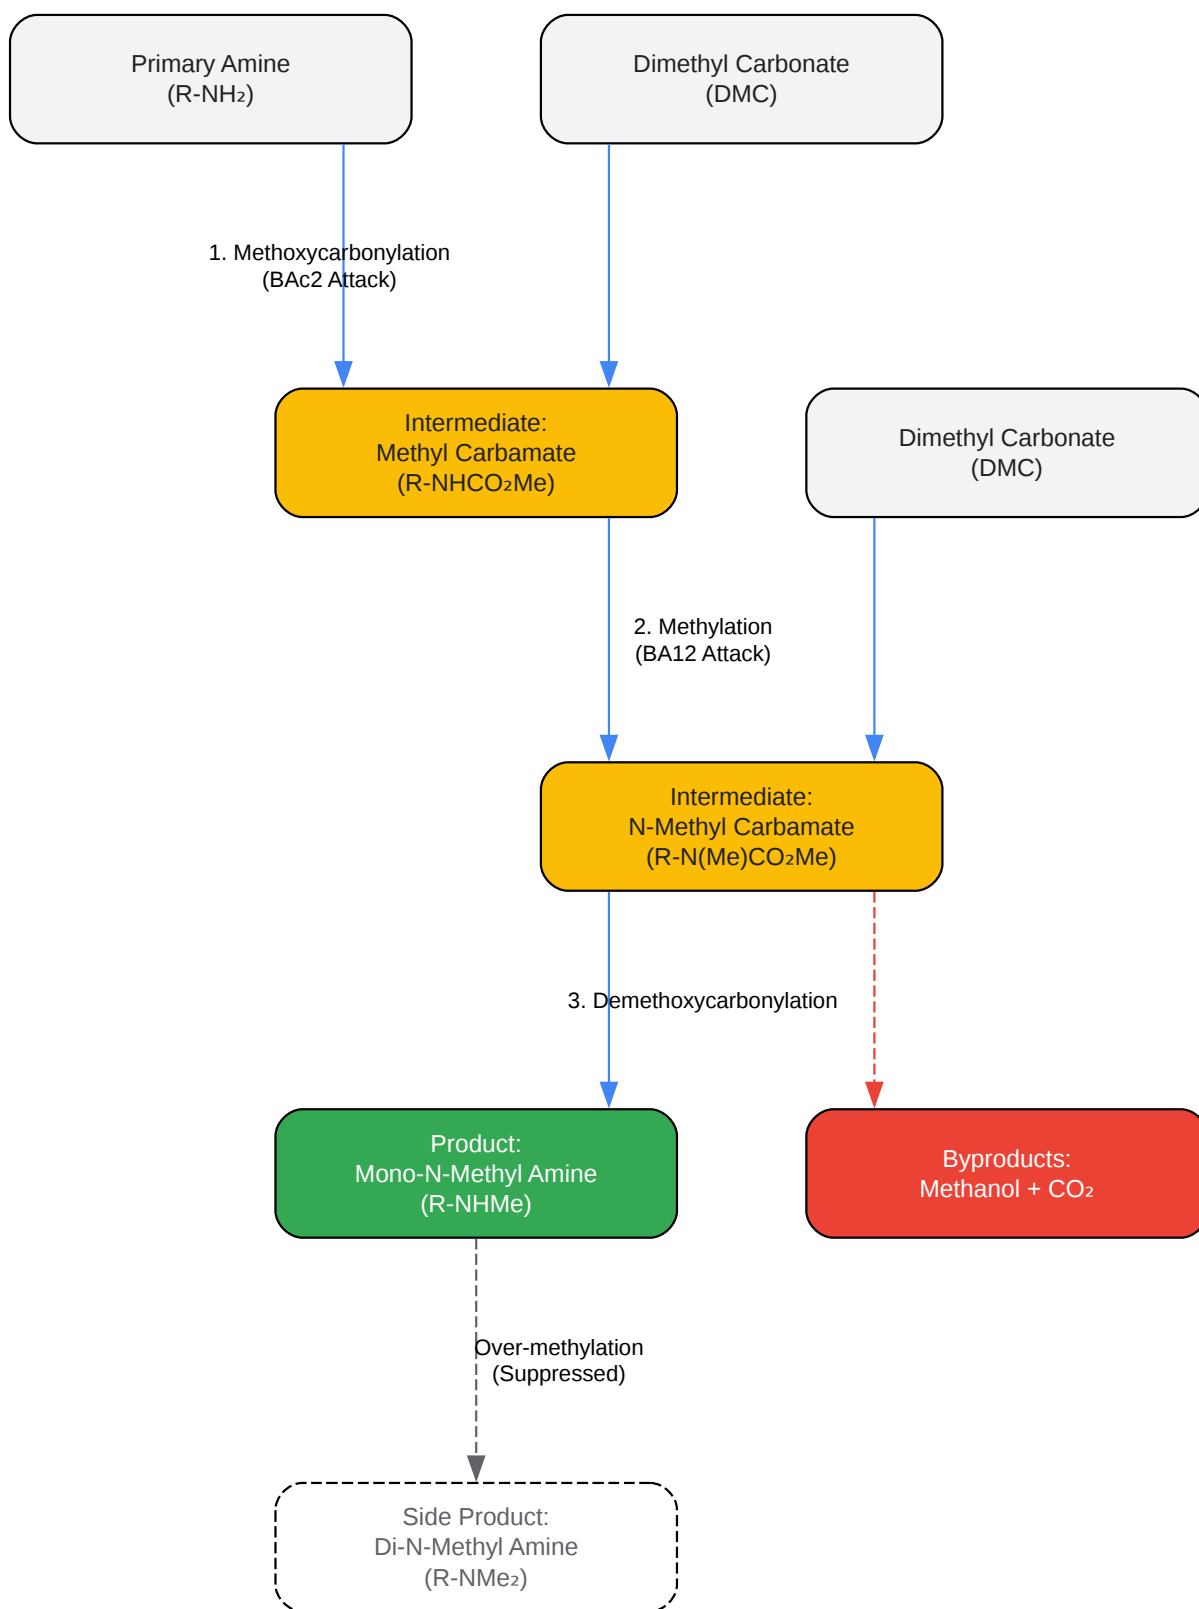 Primary Amine
(R-NH₂)
Dimethyl Carbonate
(DMC)
1. Methoxycarbonylation
(BAc2 Attack)
Intermediate:
Methyl Carbamate
(R-NHCO₂Me)
Dimethyl Carbonate
(DMC)
2. Methylation
(BA12 Attack)
Intermediate:
N-Methyl Carbamate
(R-N(Me)CO₂Me)
3. Demethoxycarbonylation
Product:
Mono-N-Methyl Amine
(R-NHMe)
Byproducts:
Methanol + CO₂
Over-methylation
(Suppressed)
Side Product:
Di-N-Methyl Amine
(R-NMe₂)